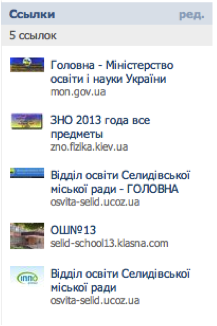 Ссылки ред.
5 ссылок
Головна - Міністерство
освіти і науки України
mon.gov.ua
ЗНО 2013 года все
предметы
zno.fizika.kiev.ua
Відділ освіти Селидівської
міської ради - ГОЛОВНА
osvita-selid.ucoz.ua
ОШ№13
selid-school13.klasna.com
Відділ освіти Селидівської
міської ради
osvita-selid.ucoz.ua